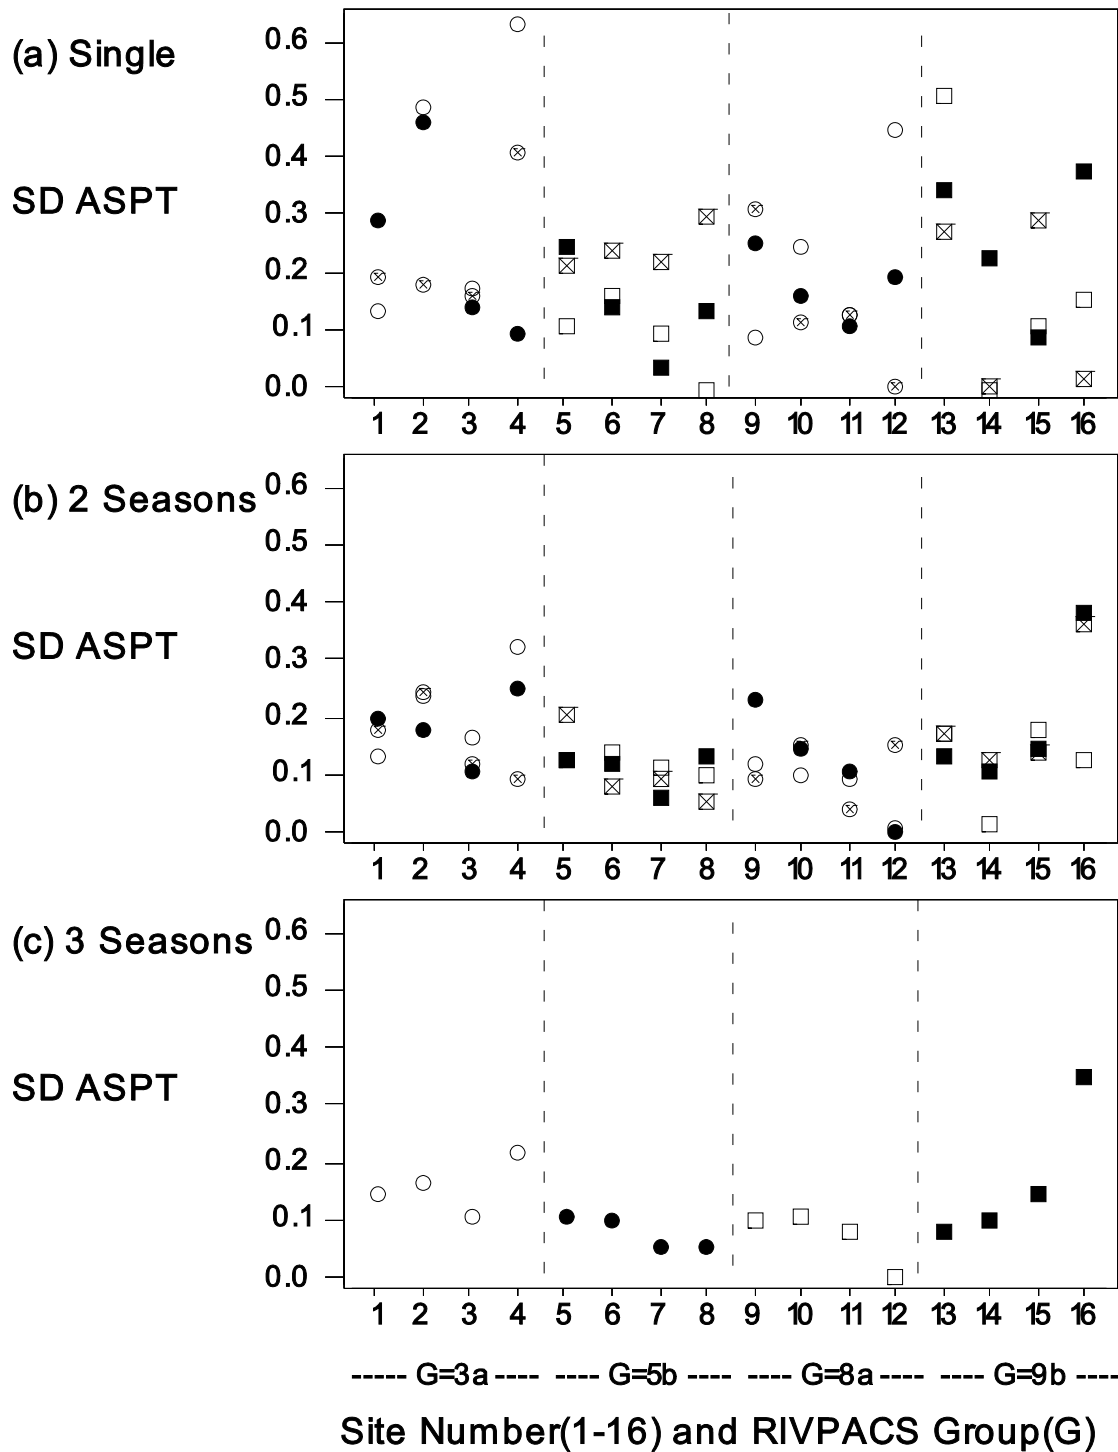 (a) Single
SD ASPT
0.6
0.5
0.4
0.3
0.2
0.1
0.0
1 2 3 4 5 6 7 8 9 10 11 12 13 14 15 16
(b) 2 Seasons
SD ASPT
0.6
0.5
0.4
0.3
0.2
0.1
0.0
1 2 3 4 5 6 7 8 9 10 11 12 13 14 15 16
(c) 3 Seasons
SD ASPT
0.6
0.5
0.4
0.3
0.2
0.1
0.0
1 2 3 4 5 6 7 8 9 10 11 12 13 14 15 16
----- G=3a ---- ---- G=5b ---- ---- G=8a ---- ---- G=9b ----
Site Number(1-16) and RIVPACS Group(G)